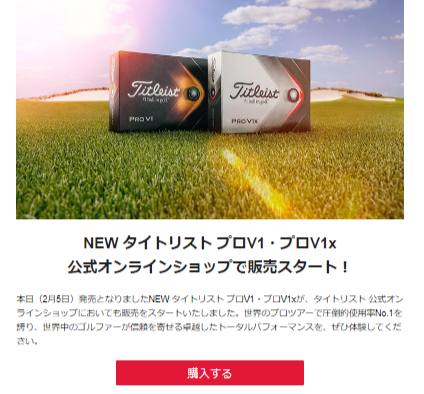 Titleist
#1 ball in golf.
PRO V1
Titleist
#1 ball in golf.
PRO V1x
NEW タイトリスト プロV1・プロV1x
公式オンラインショップで販売スタート！
本日（2月5日）発売となりましたNEW タイトリスト プロV1・プロV1xが、タイトリスト 公式オン
ラインショップにおいても販売をスタートいたしました。世界のプロツアーで圧倒的使用率No.1を
誇り、世界中のゴルファーが信頼を寄せる卓越したトータルパフォーマンスを、ぜひ体験してくだ
さい。
購入する